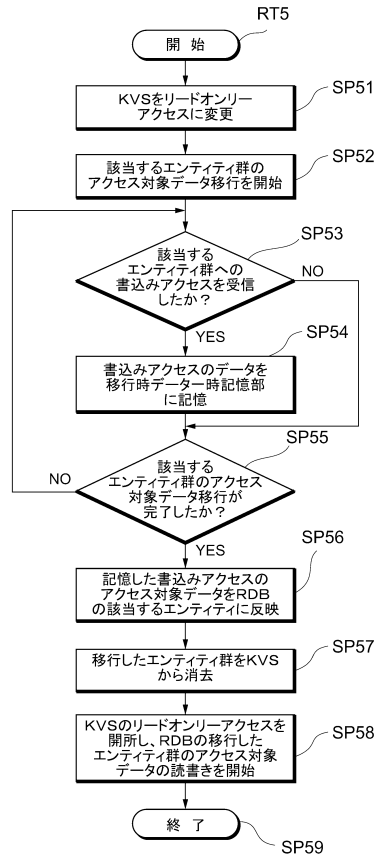 RT5
開 始
SP51
KVSをリードオンリー
アクセスに変更
SP52
該当するエンティティ群の
アクセス対象データ移行を開始
SP53
該当する
エンティティ群への
書込みアクセスを受信
したか？
NO
YES
SP54
書込みアクセスのデータを
移行時データ一時記憶部
に記憶
SP55
該当する
エンティティ群のアクセス
対象データ移行が
完了したか？
NO
YES
SP56
記憶した書込みアクセスの
アクセス対象データをRDB
の該当するエンティティに反映
SP57
移行したエンティティ群をKVS
から消去
SP58
KVSのリードオンリーアクセスを
開所し、RDBの移行した
エンティティ群のアクセス対象
データの読書きを開始
終 了
SP59